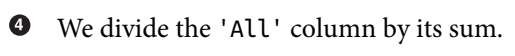 ❹ We divide the 'All' column by its sum.